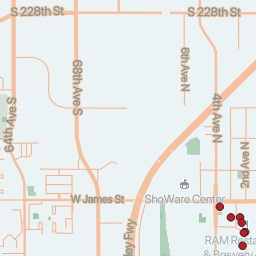 S 228th St
S 228th St
6th Ave N
68th Ave S
64th Ave S
4th Ave N
2nd Ave N
ShoWare Center
W James St
ley Fwy
RAM Resta
& Brewery